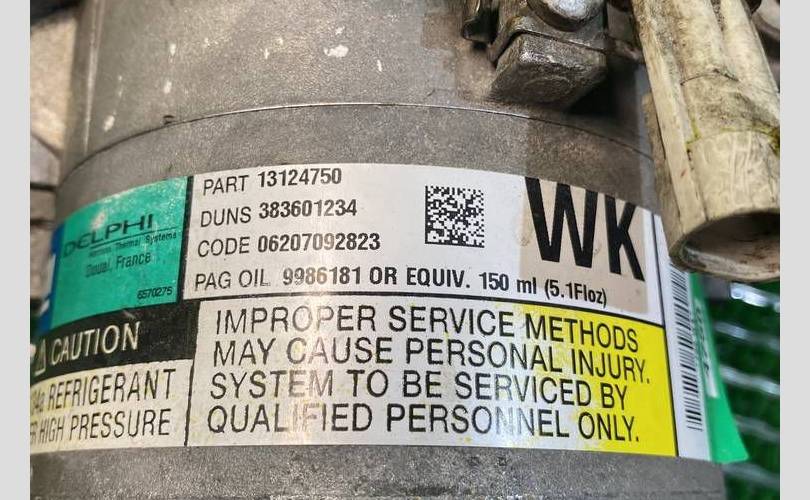 DELPHI
Harrison Thermal Systems
Douai, France
6570275
PART 13124750
DUNS 383601234
CODE 06207092823
PAG OIL 9986181 OR EQUIV. 150 ml (5.1Floz)
WK
CAUTION
REFRIGERANT
HIGH PRESSURE
IMPROPER SERVICE METHODS
MAY CAUSE PERSONAL INJURY.
SYSTEM TO BE SERVICED BY
QUALIFIED PERSONNEL ONLY.